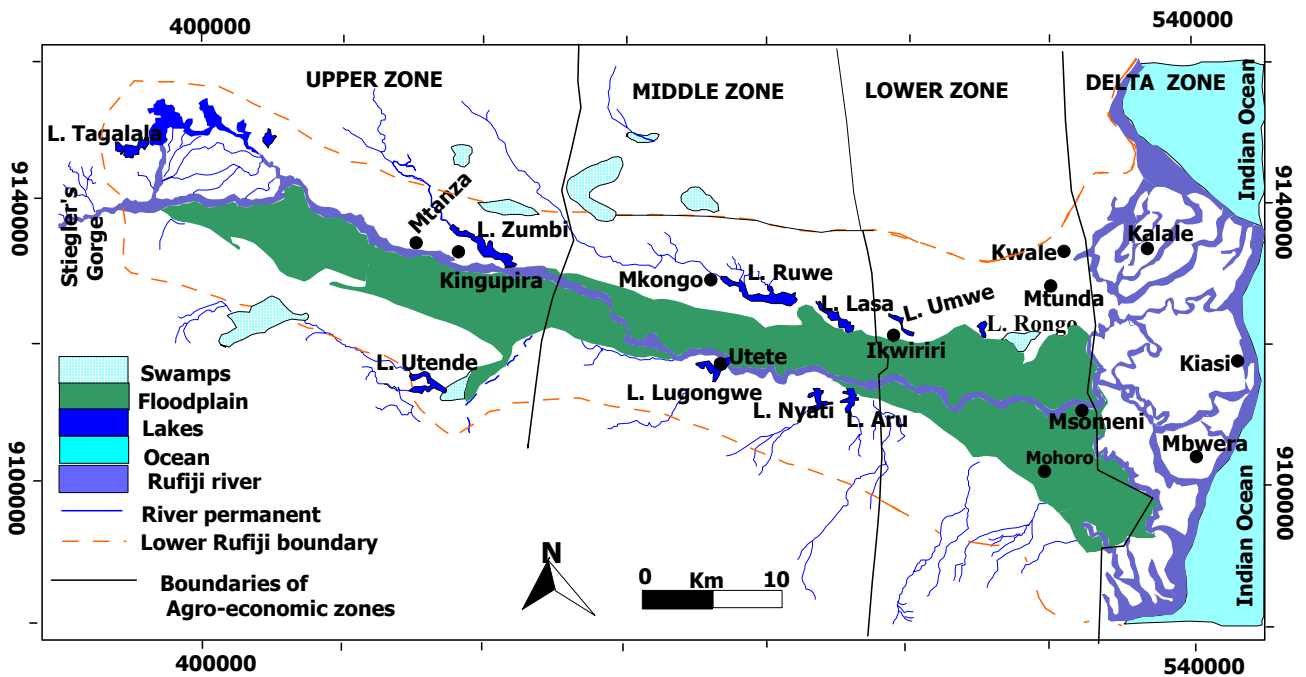 400000
540000
UPPER ZONE
MIDDLE ZONE
LOWER ZONE
DELTA ZONE
Indian Ocean
L. Tagalala
9140000
Stiegler's
Gorge
Mtanza
L. Zumbi
Kingupira
Mkongo
L. Ruwe
L. Lasa
L. Umwe
Kwale
Kalale
9140000
Mtunda
L. Rongo
Ikwiriri
Utete
Kiasi
L. Utende
L. Lugongwe
L. Nyati
L. Aru
Msomeni
Mbwera
Mohoro
9100000
9100000
Indian Ocean
Swamps
Floodplain
Lakes
Ocean
Rufiji river
River permanent
Lower Rufiji boundary
Boundaries of
Agro-economic zones
N
0 Km 10
400000
540000